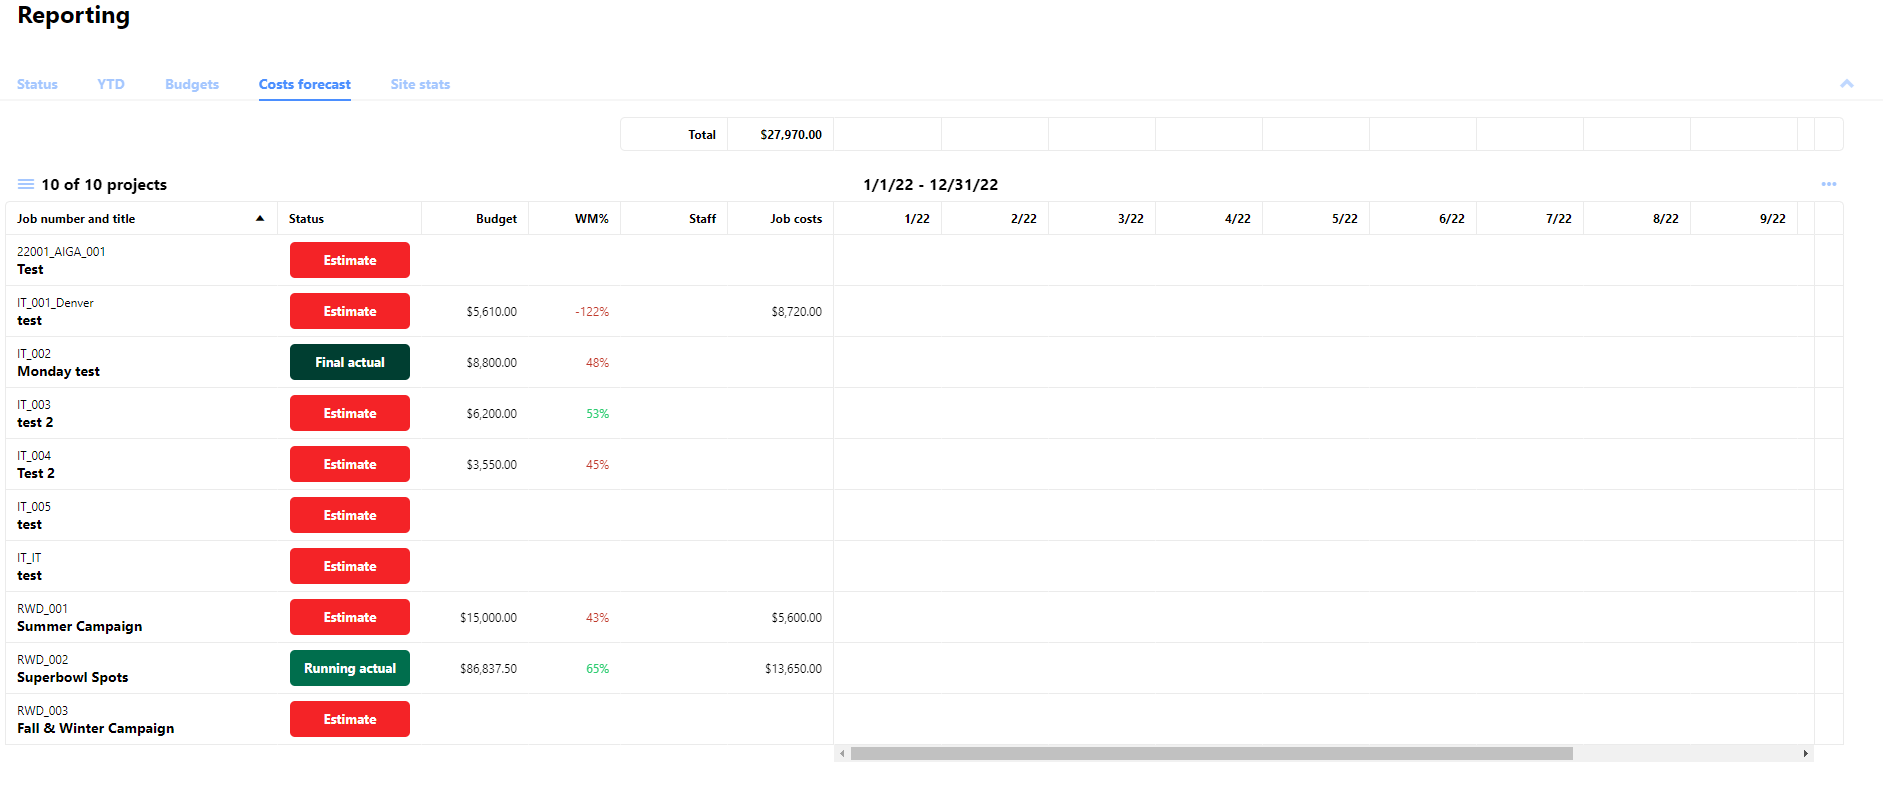 Reporting
Status YTD Budgets Costs forecast Site stats
Total $27,970.00
10 of 10 projects 1/1/22 - 12/31/22
Job number and title Status Budget WM% Staff Job costs 1/22 2/22 3/22 4/22 5/22 6/22 7/22 8/22 9/22
22001_AIGA_001
Test Estimate
IT_001_Denver
test Estimate $5,610.00 -122% $8,720.00
IT_002
Monday test Final actual $8,800.00 48%
IT_003
test 2 Estimate $6,200.00 53%
IT_004
Test 2 Estimate $3,550.00 45%
IT_005
test Estimate
IT_IT
test Estimate
RWD_001
Summer Campaign Estimate $15,000.00 43% $5,600.00
RWD_002
Superbowl Spots Running actual $86,837.50 65% $13,650.00
RWD_003
Fall & Winter Campaign Estimate